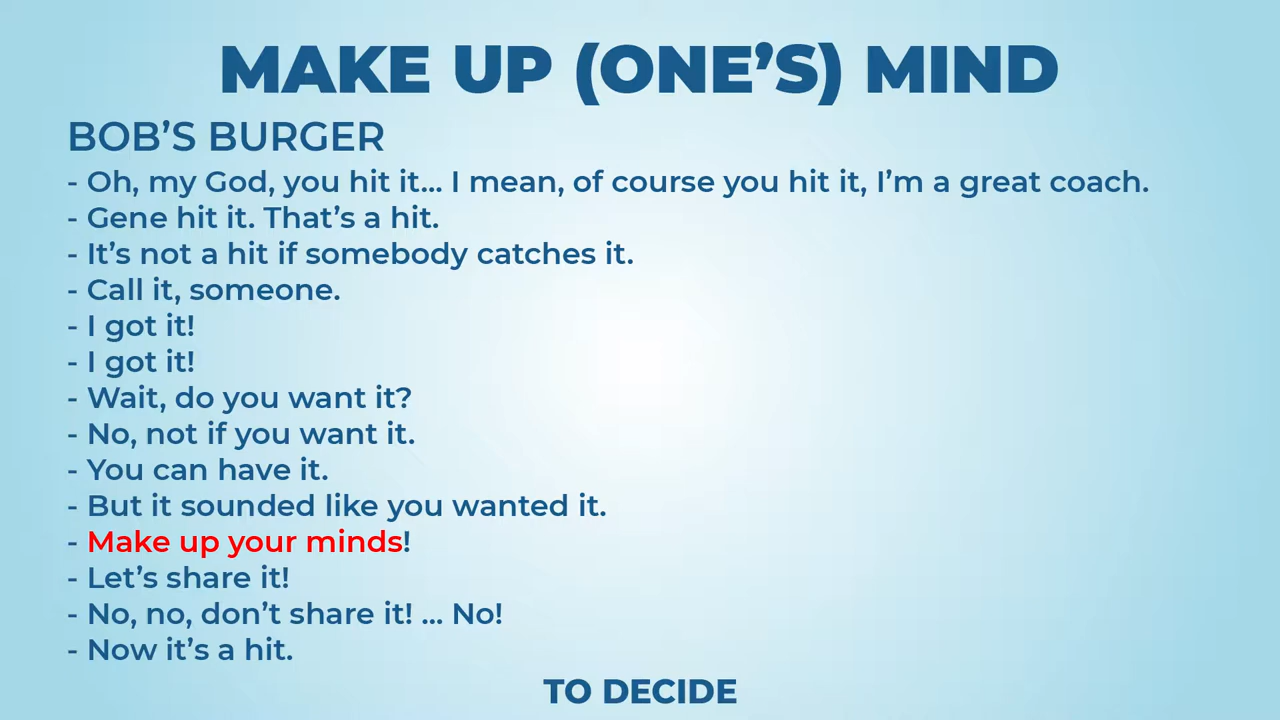 MAKE UP (ONE’S) MIND
BOB’S BURGER
- Oh, my God, you hit it... I mean, of course you hit it, I’m a great coach.
- Gene hit it. That’s a hit.
- It’s not a hit if somebody catches it.
- Call it, someone.
- I got it!
- I got it!
- Wait, do you want it?
- No, not if you want it.
- You can have it.
- But it sounded like you wanted it.
- Make up your minds!
- Let’s share it!
- No, no, don’t share it! ... No!
- Now it’s a hit.
TO DECIDE